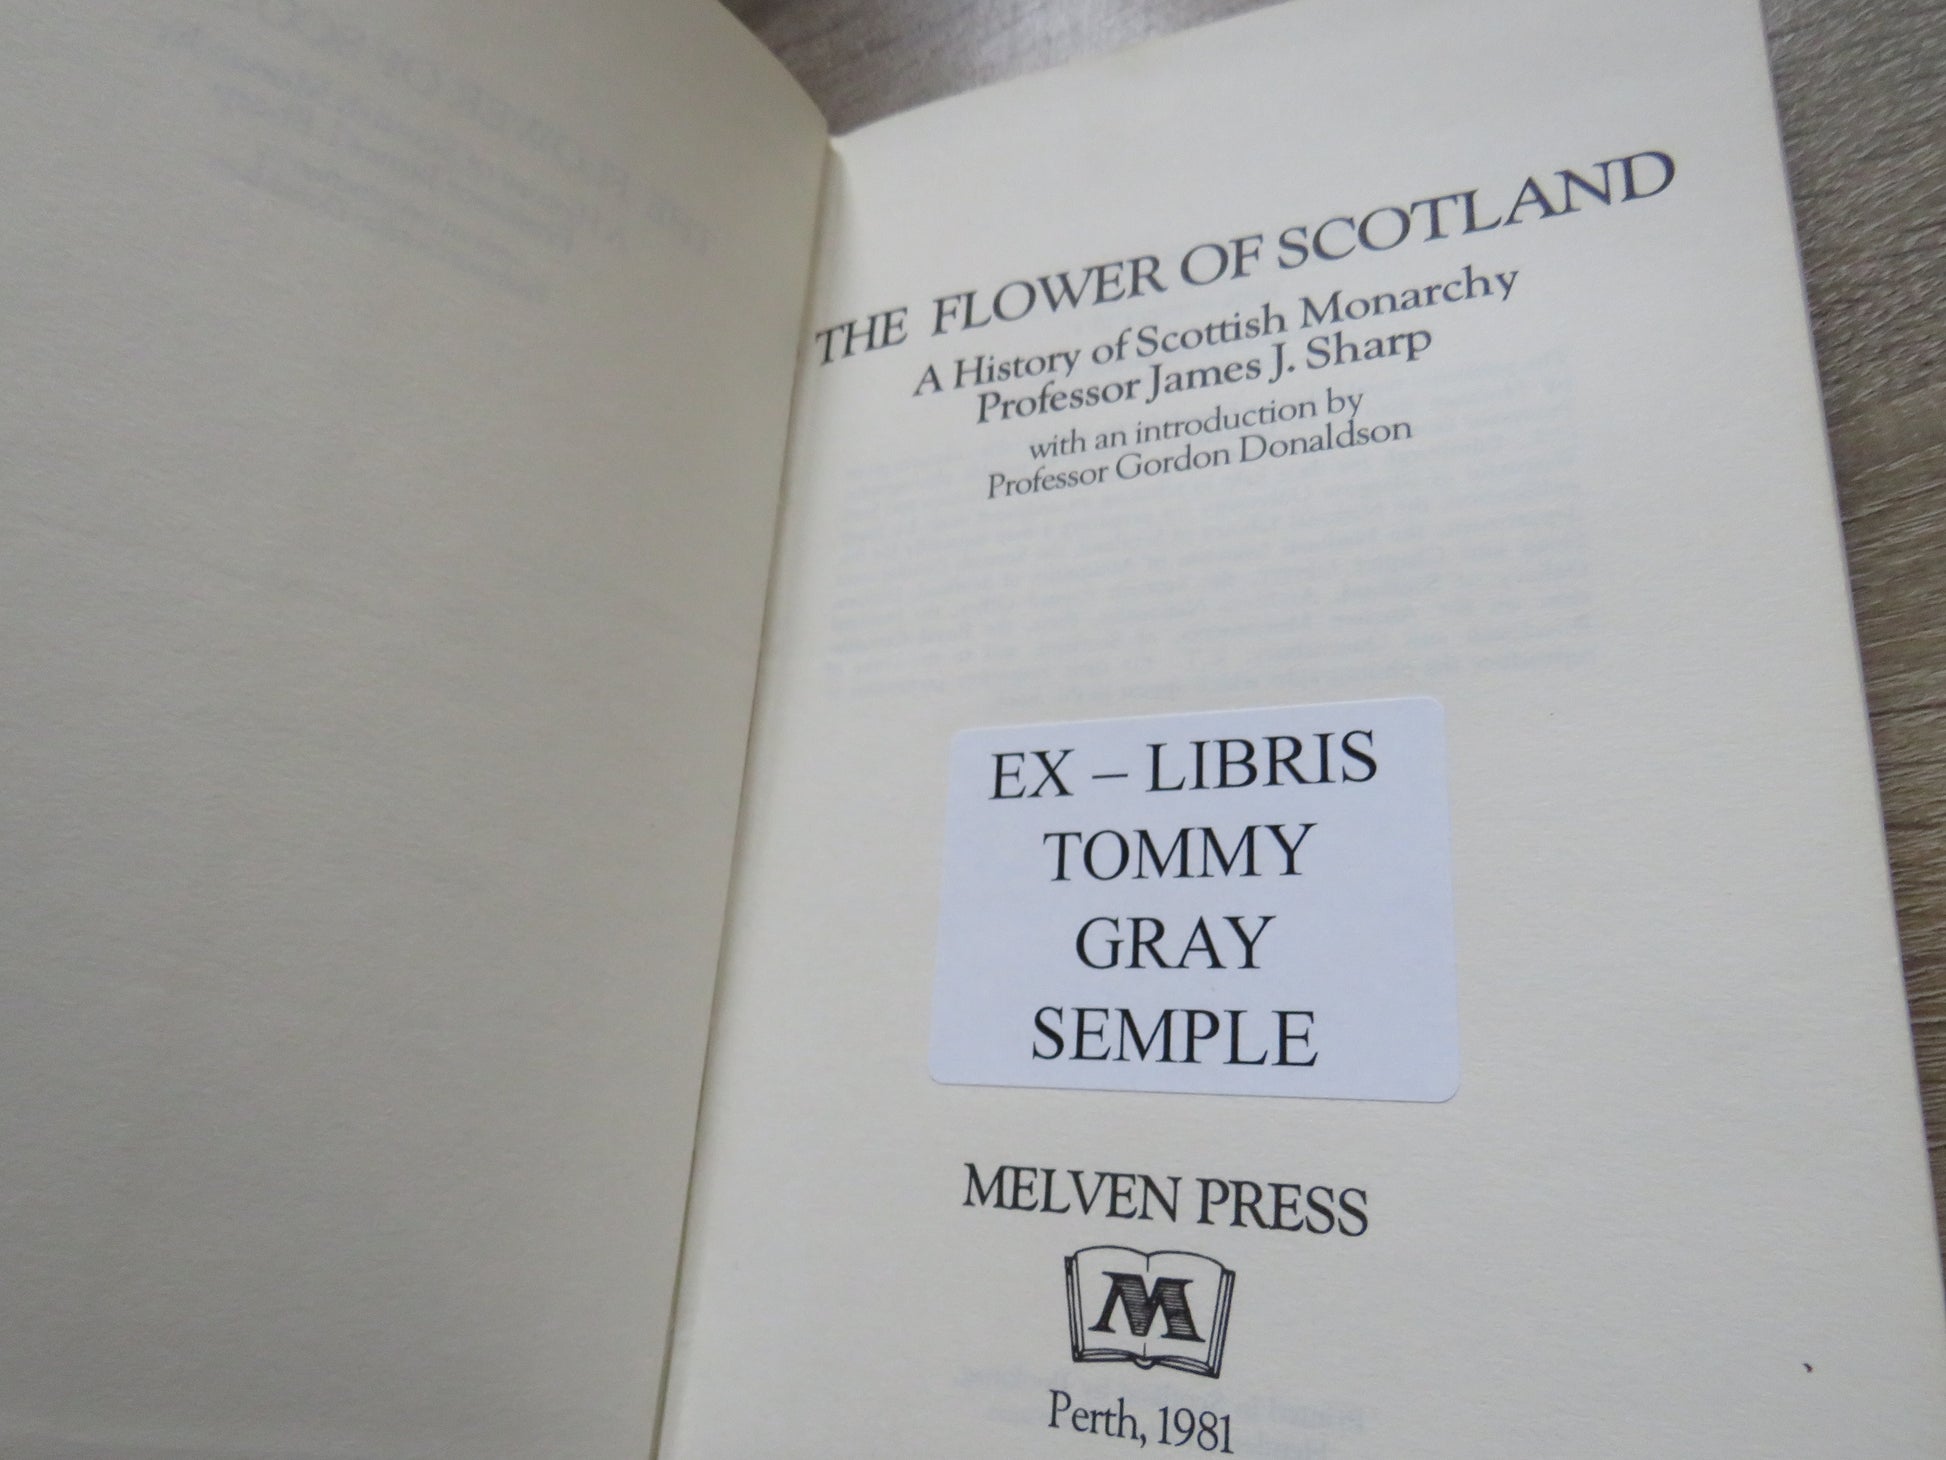 THE FLOWER OF SCOTLAND
A History of Scottish Monarchy
Professor James J. Sharp
with an introduction by
Professor Gordon Donaldson
EX – LIBRIS
TOMMY
GRAY
SEMPLE
MELVEN PRESS
M
Perth, 1981